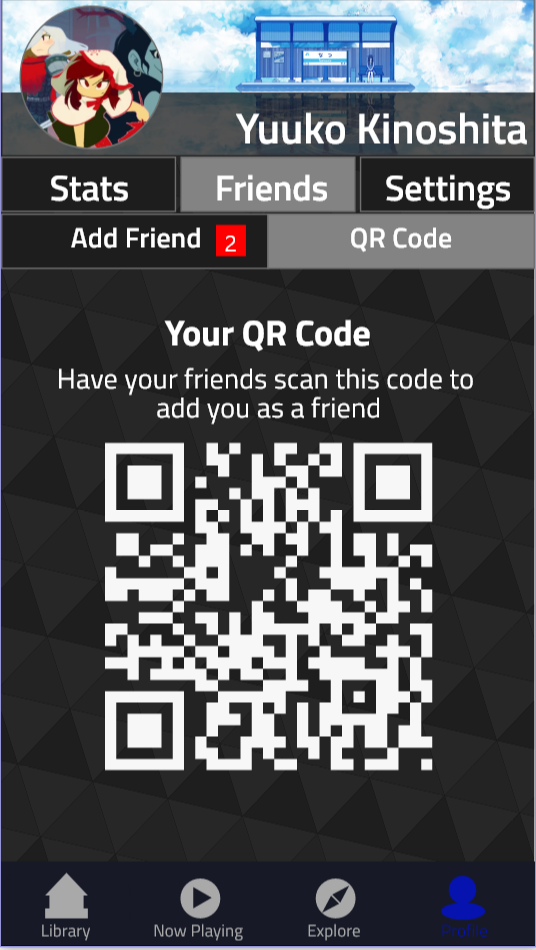 Yuuko Kinoshita
Stats Friends Settings
Add Friend 2 QR Code
Your QR Code
Have your friends scan this code to
add you as a friend
Library Now Playing Explore Profile